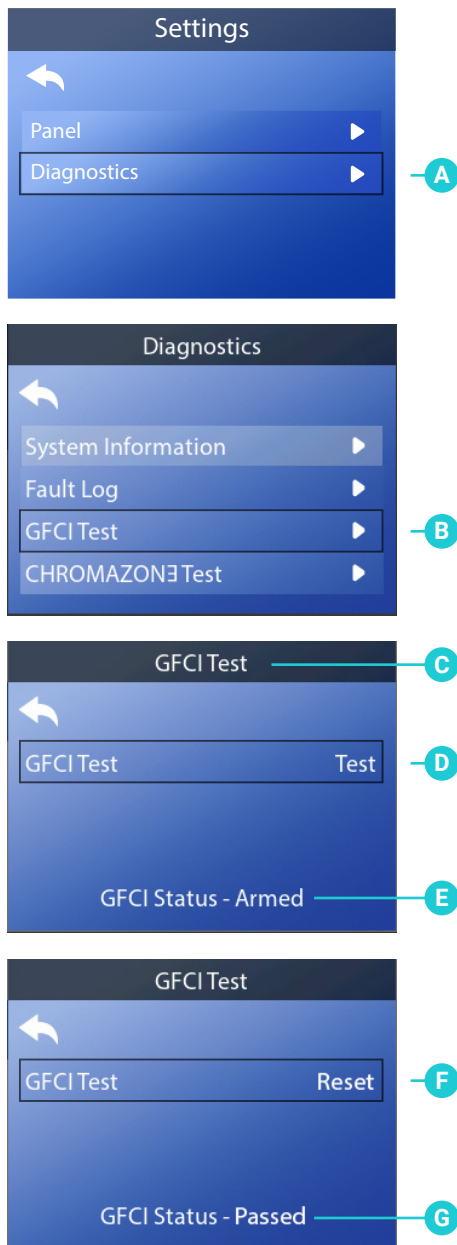 Settings
Panel
Diagnostics
A
Diagnostics
System Information
Fault Log
GFCI Test
B
CHROMAZONƎ Test
GFCI Test
C
GFCI Test Test
D
GFCI Status - Armed
E
GFCI Test
GFCI Test Reset
F
GFCI Status - Passed
G